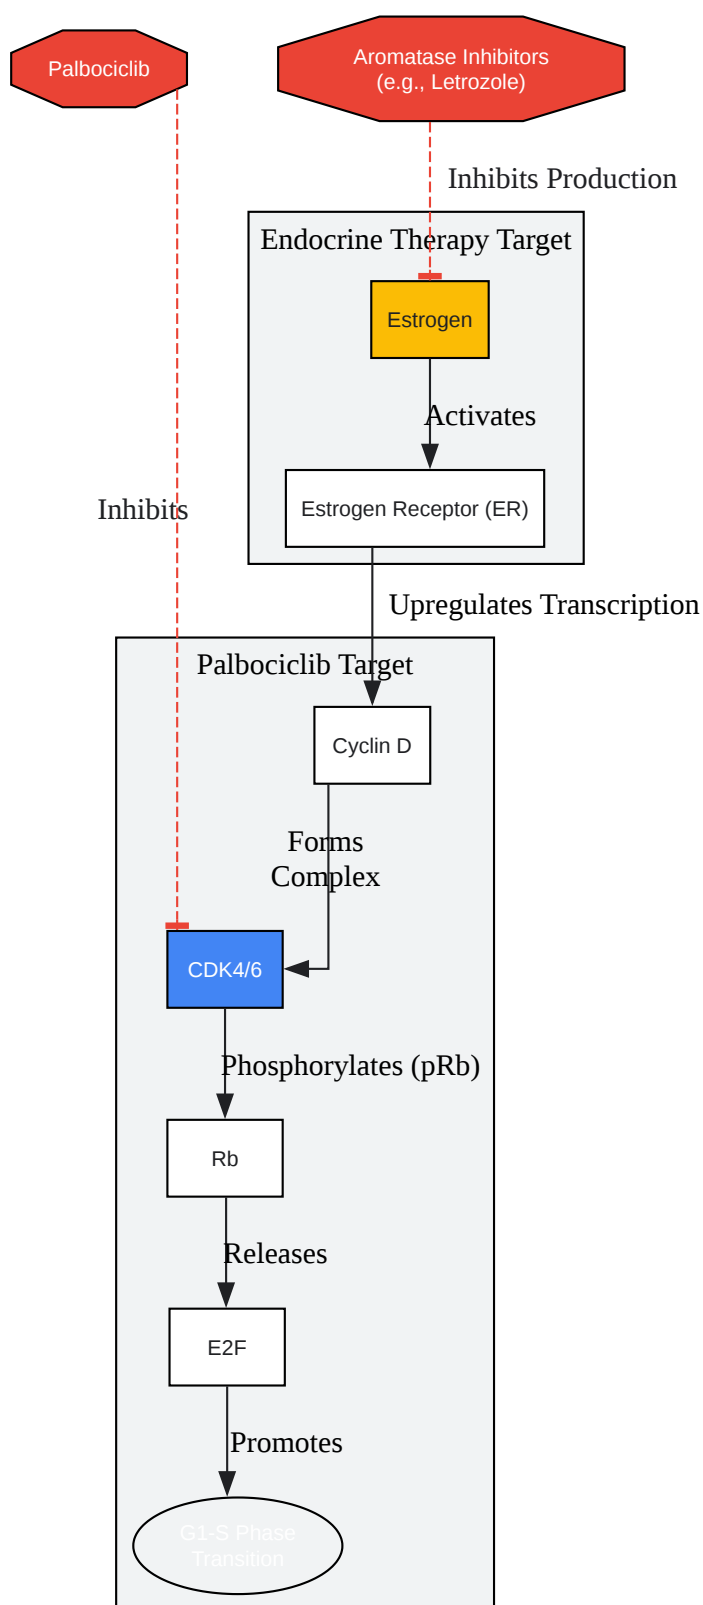 Palbociclib
Aromatase Inhibitors
(e.g., Letrozole)
Inhibits Production
Endocrine Therapy Target
Estrogen
Activates
Estrogen Receptor (ER)
Inhibits
Upregulates Transcription
Palbociclib Target
Cyclin D
Forms
Complex
CDK4/6
Phosphorylates (pRb)
Rb
Releases
E2F
Promotes
G1-S Phase
Transition